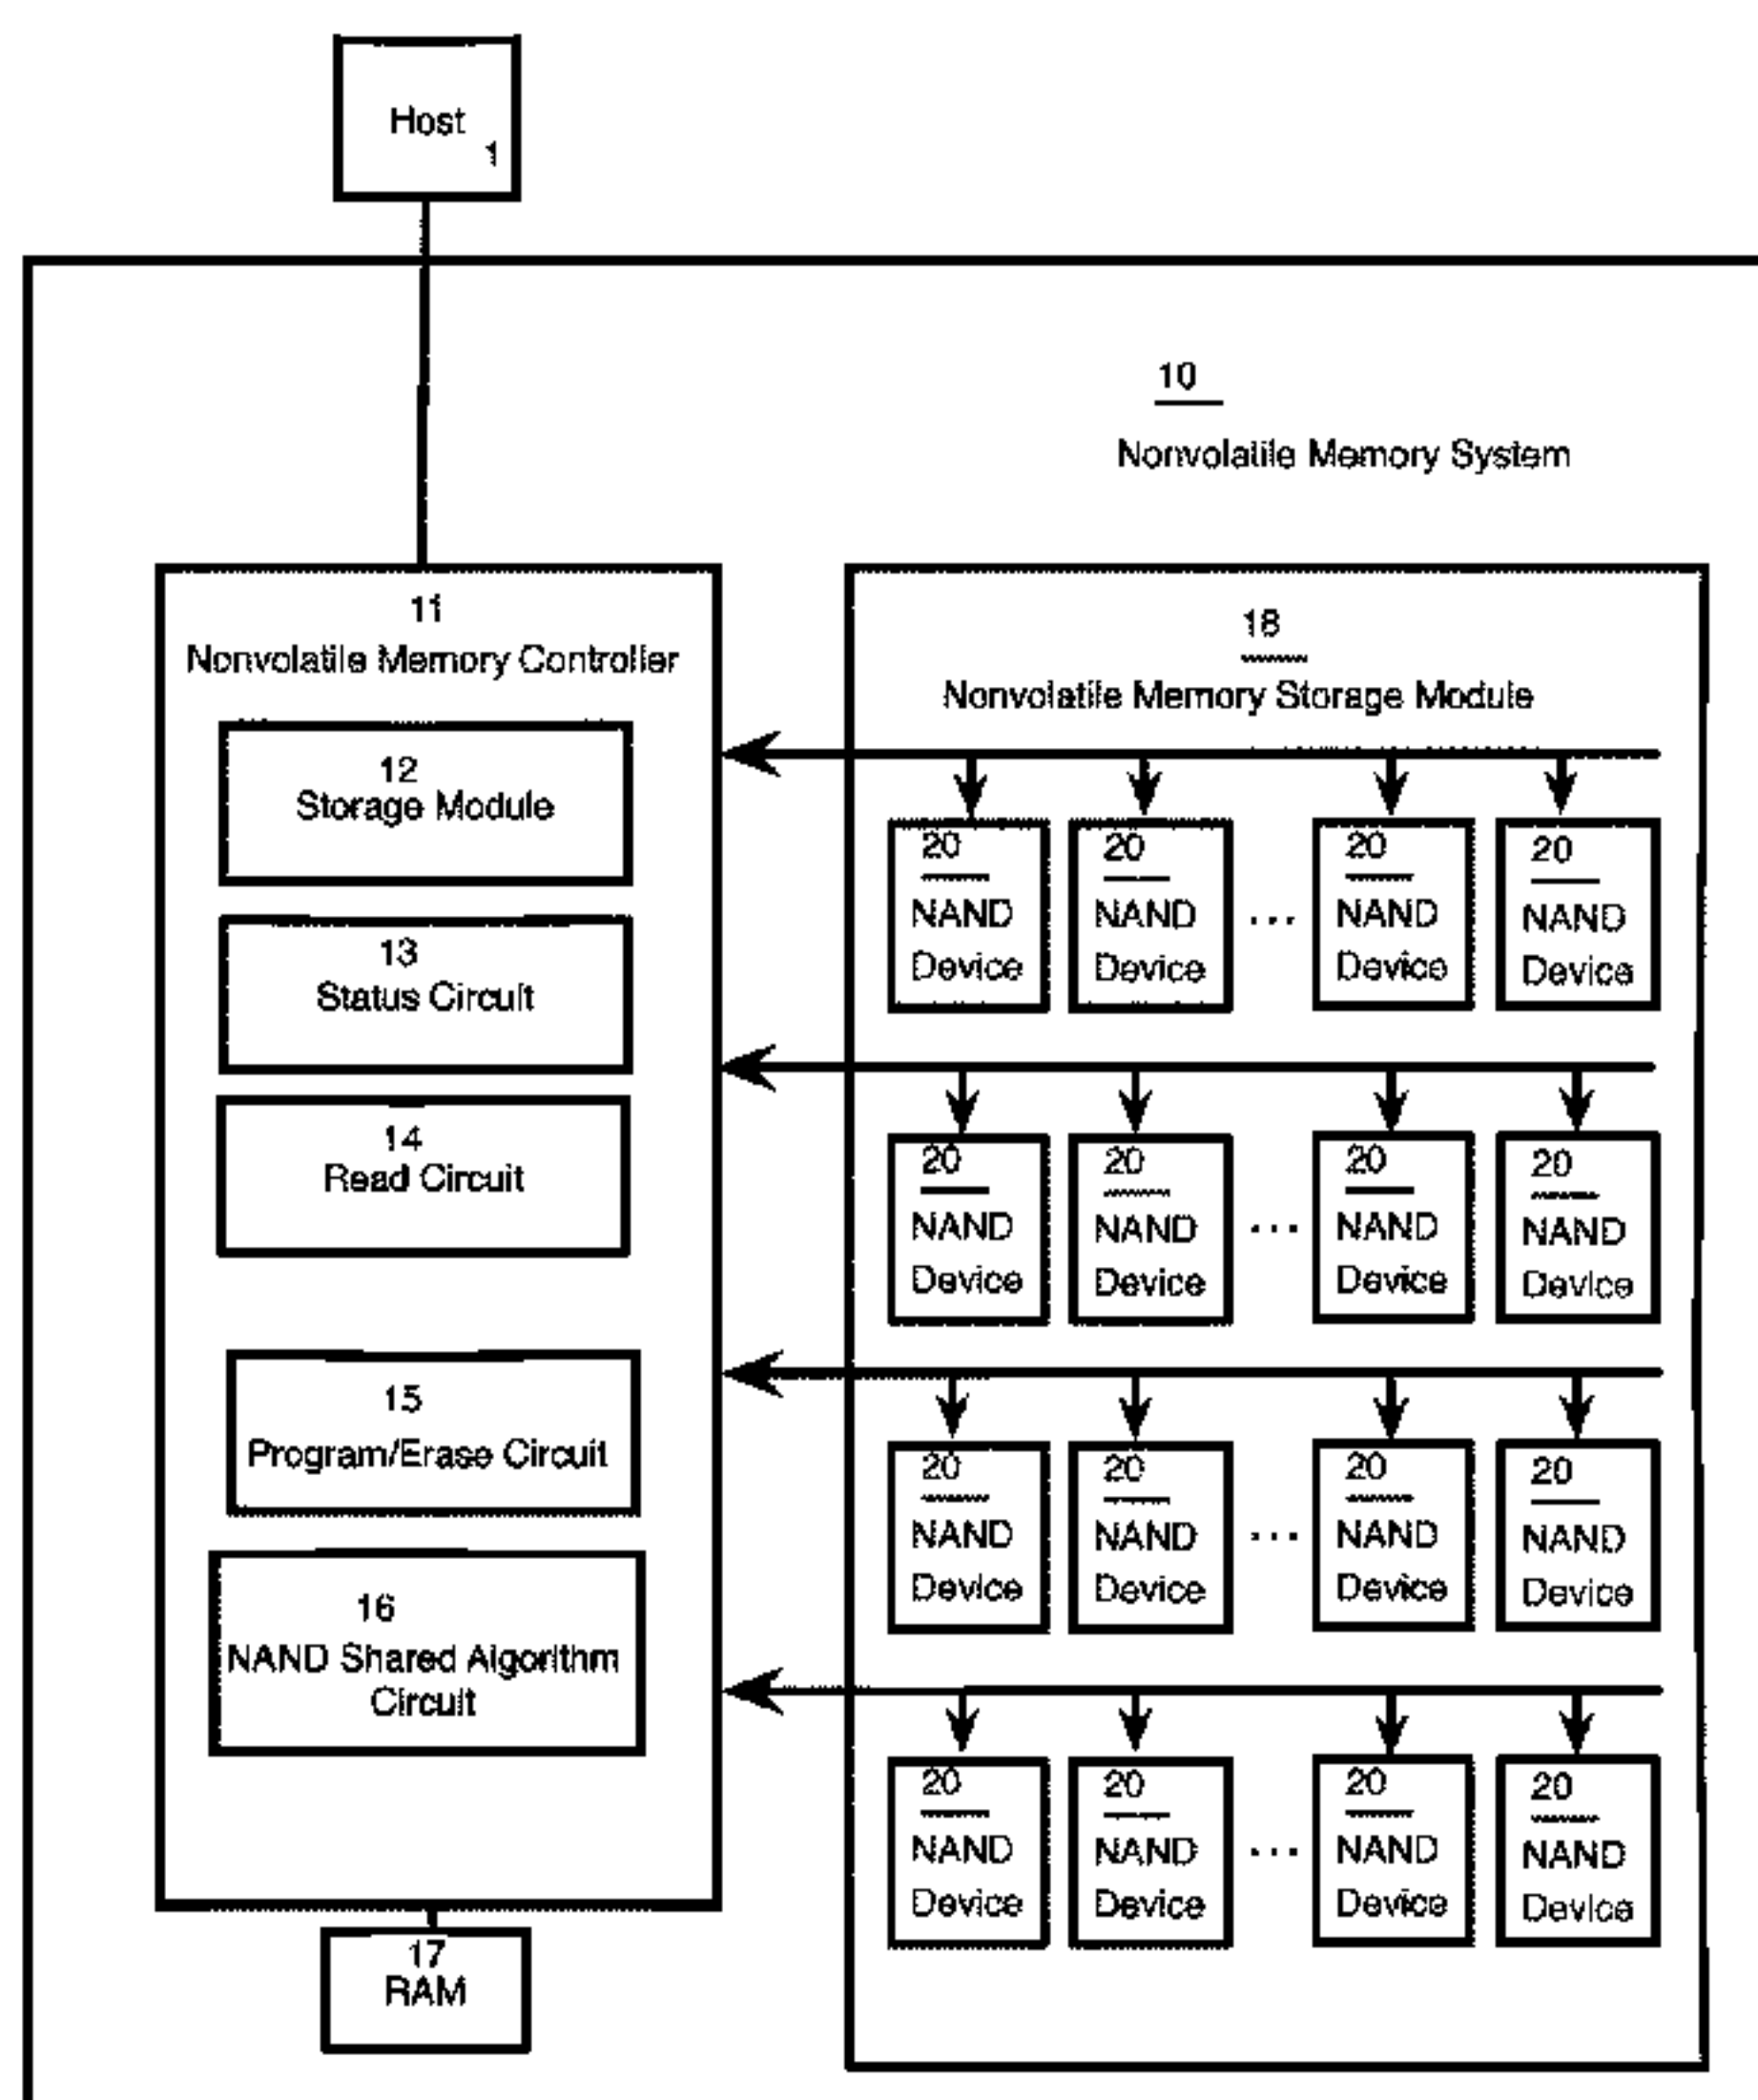 Host
1
10
Nonvolatile Memory System
11
Nonvolatile Memory Controller
12
Storage Module
13
Status Circuit
14
Read Circuit
15
Program/Erase Circuit
16
NAND Shared Algorithm
Circuit
17
RAM
18
Nonvolatile Memory Storage Module
20 20 20 20
NAND NAND ... NAND NAND
Device Device Device Device
20 20 20 20
NAND NAND ... NAND NAND
Device Device Device Device
20 20 20 20
NAND NAND ... NAND NAND
Device Device Device Device
20 20 20 20
NAND NAND ... NAND NAND
Device Device Device Device